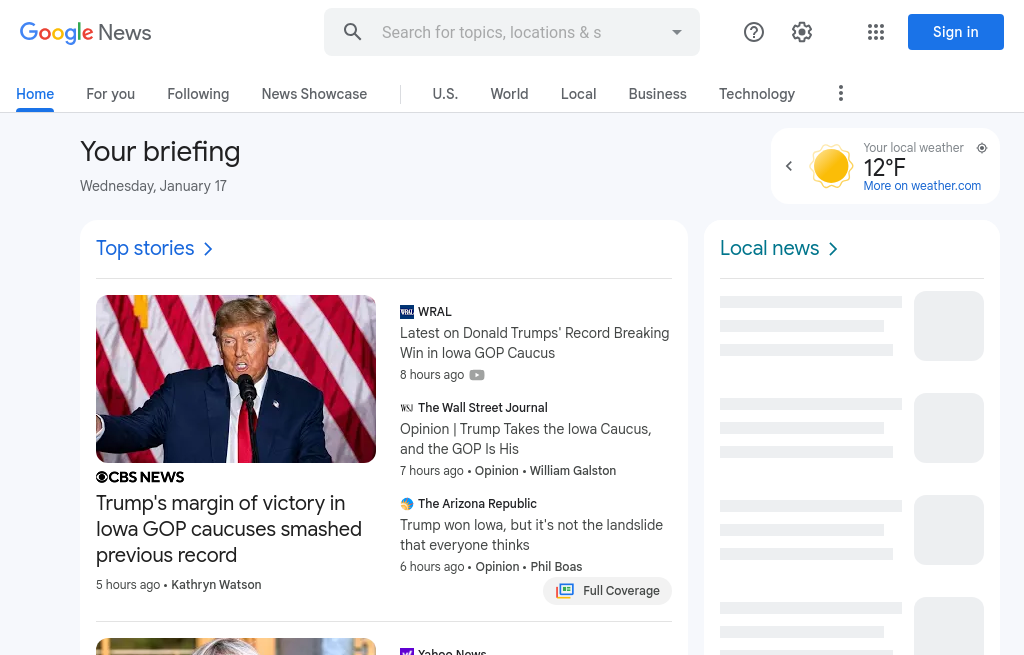 Google News
Search for topics, locations & s
Sign in
Home
For you
Following
News Showcase
U.S.
World
Local
Business
Technology
Your briefing
Wednesday, January 17
Your local weather
12°F
More on weather.com
Top stories
CBS NEWS
Trump's margin of victory in
Iowa GOP caucuses smashed
previous record
5 hours ago • Kathryn Watson
WRAL
Latest on Donald Trumps' Record Breaking
Win in Iowa GOP Caucus
8 hours ago
WSJ The Wall Street Journal
Opinion | Trump Takes the Iowa Caucus,
and the GOP Is His
7 hours ago • Opinion • William Galston
The Arizona Republic
Trump won Iowa, but it's not the landslide
that everyone thinks
6 hours ago • Opinion • Phil Boas
Full Coverage
Yahoo News
Local news